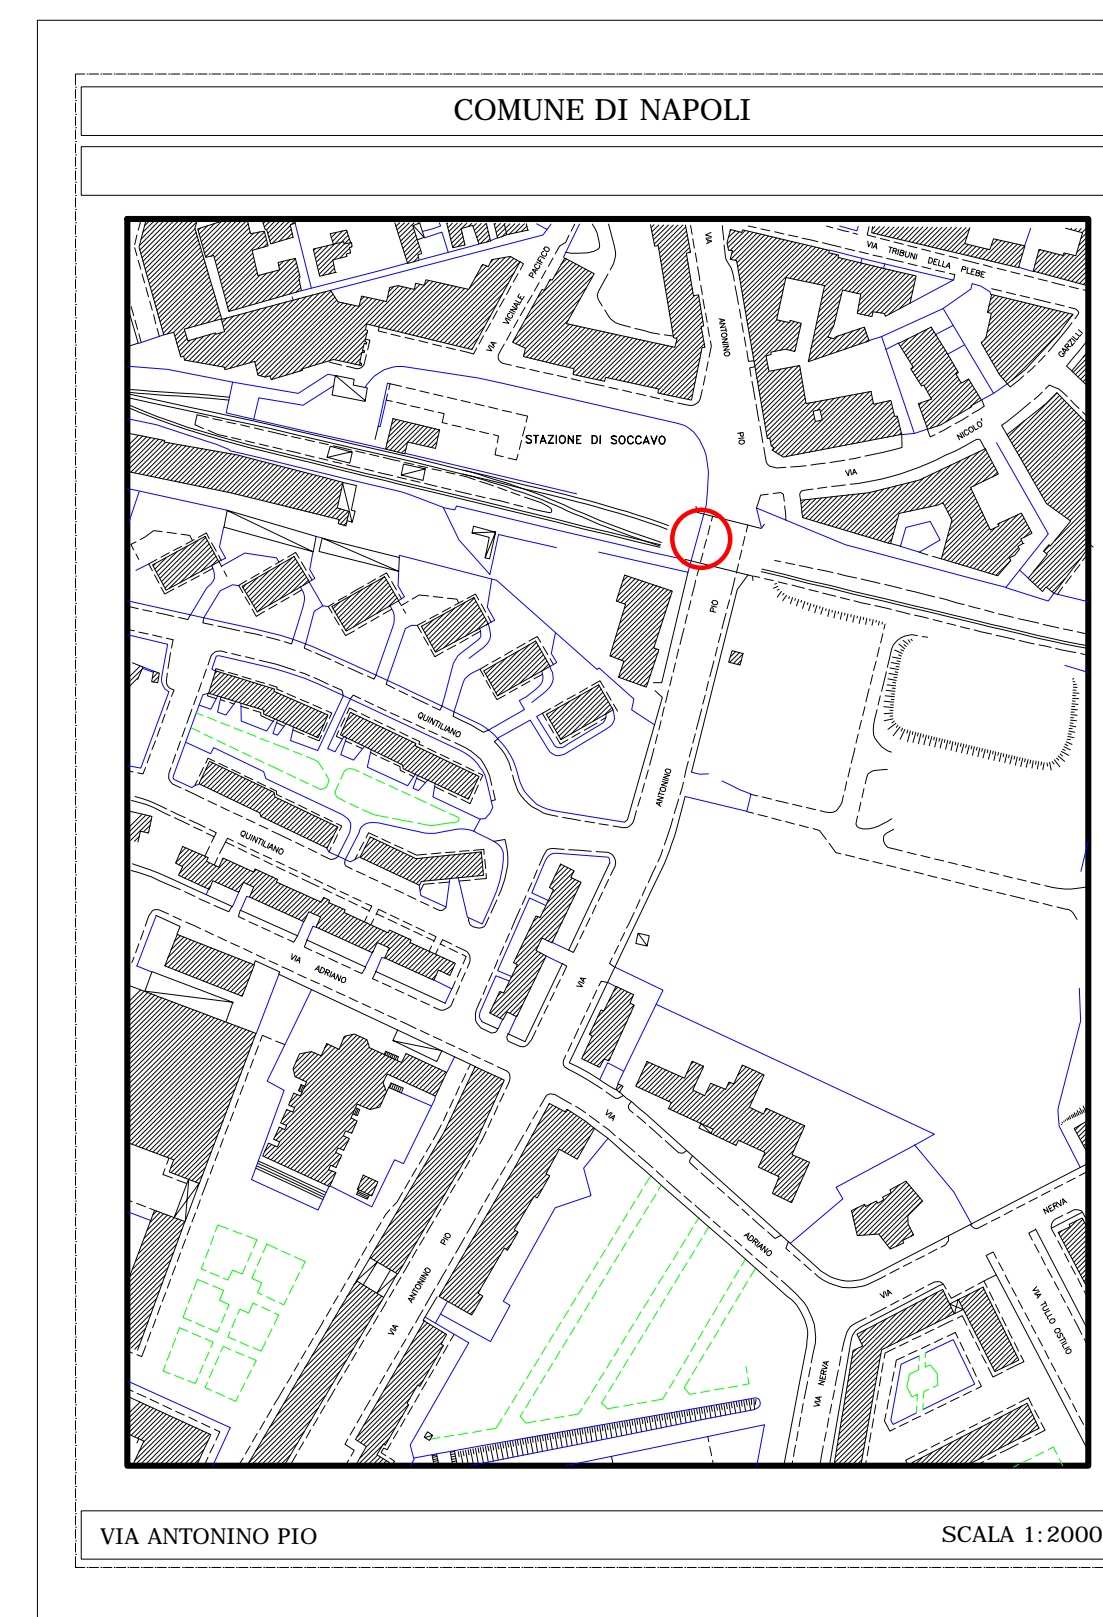 COMUNE DI NAPOLI
VIA
VIA TRIBUNI DELLA PLEBE
VIA VICINALE PACIFICO
ANTONINO
GARZILLI
PIO
NICOLO'
STAZIONE DI SOCCAVO
VIA
PIO
QUINTILIANO
ANTONINO
QUINTILIANO
VIA ADRIANO
VIA
VIA
ADRIANO
NERVA
VIA ANTONINO PIO
VIA
VIA TULLO OSTILIO
VIA NERVA
VIA ANTONINO PIO
SCALA 1:2000